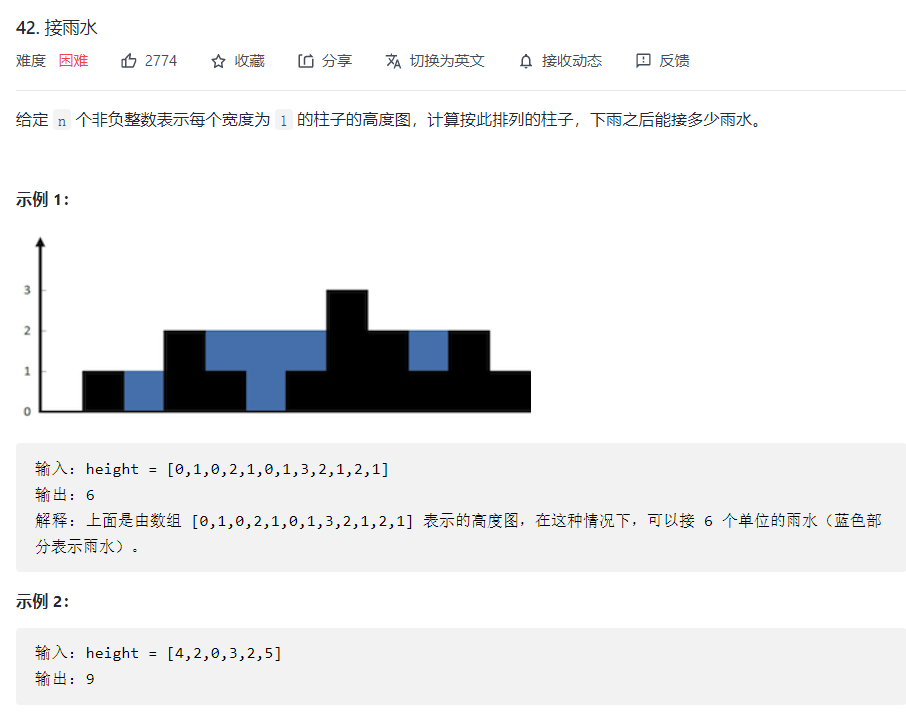 42. 接雨水
难度 困难 2774 收藏 分享 切换为英文 接收动态 反馈
给定 n 个非负整数表示每个宽度为 1 的柱子的高度图，计算按此排列的柱子，下雨之后能接多少雨水。
示例 1：
3
2
1
0
输入：height = [0,1,0,2,1,0,1,3,2,1,2,1]
输出：6
解释：上面是由数组 [0,1,0,2,1,0,1,3,2,1,2,1] 表示的高度图，在这种情况下，可以接 6 个单位的雨水（蓝色部
分表示雨水）。
示例 2：
输入：height = [4,2,0,3,2,5]
输出：9